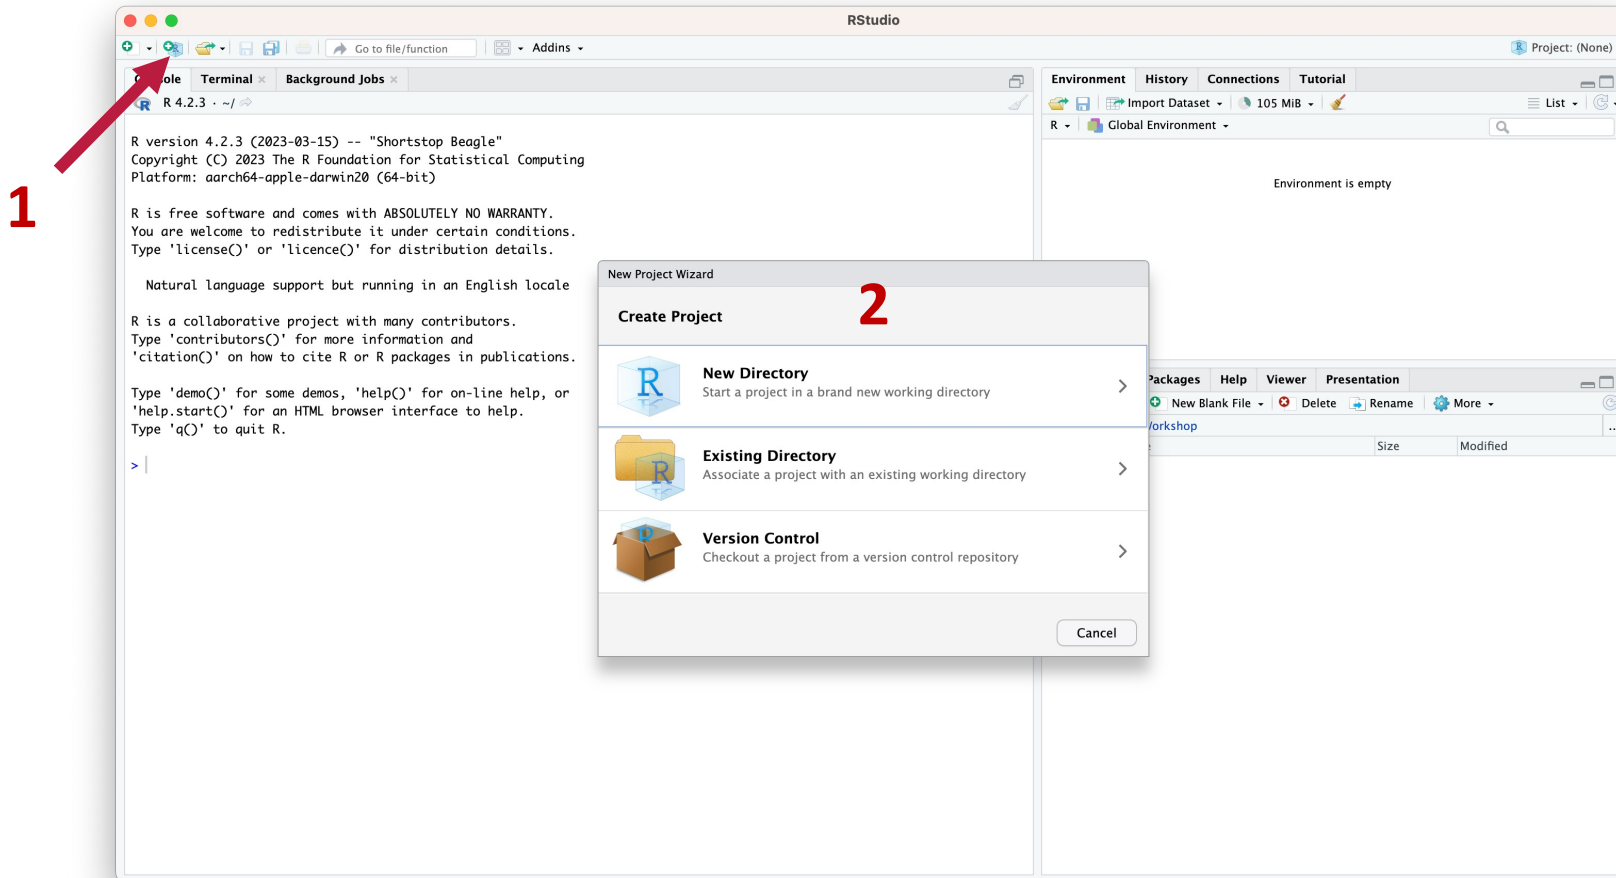 RStudio
Go to file/function
Addins
Project: (None)
Console Terminal Background Jobs
R 4.2.3 · ~/
R version 4.2.3 (2023-03-15) -- "Shortstop Beagle"
Copyright (C) 2023 The R Foundation for Statistical Computing
Platform: aarch64-apple-darwin20 (64-bit)
R is free software and comes with ABSOLUTELY NO WARRANTY.
You are welcome to redistribute it under certain conditions.
Type 'license()' or 'licence()' for distribution details.
Natural language support but running in an English locale
R is a collaborative project with many contributors.
Type 'contributors()' for more information and
'citation()' on how to cite R or R packages in publications.
Type 'demo()' for some demos, 'help()' for on-line help, or
'help.start()' for an HTML browser interface to help.
Type 'q()' to quit R.
>
1
Environment History Connections Tutorial
Import Dataset 105 MiB List
R Global Environment
Environment is empty
New Project Wizard
2
Create Project
New Directory
Start a project in a brand new working directory
Existing Directory
Associate a project with an existing working directory
Version Control
Checkout a project from a version control repository
Cancel
Packages Help Viewer Presentation
New Blank File Delete Rename More
Workshop
Size Modified